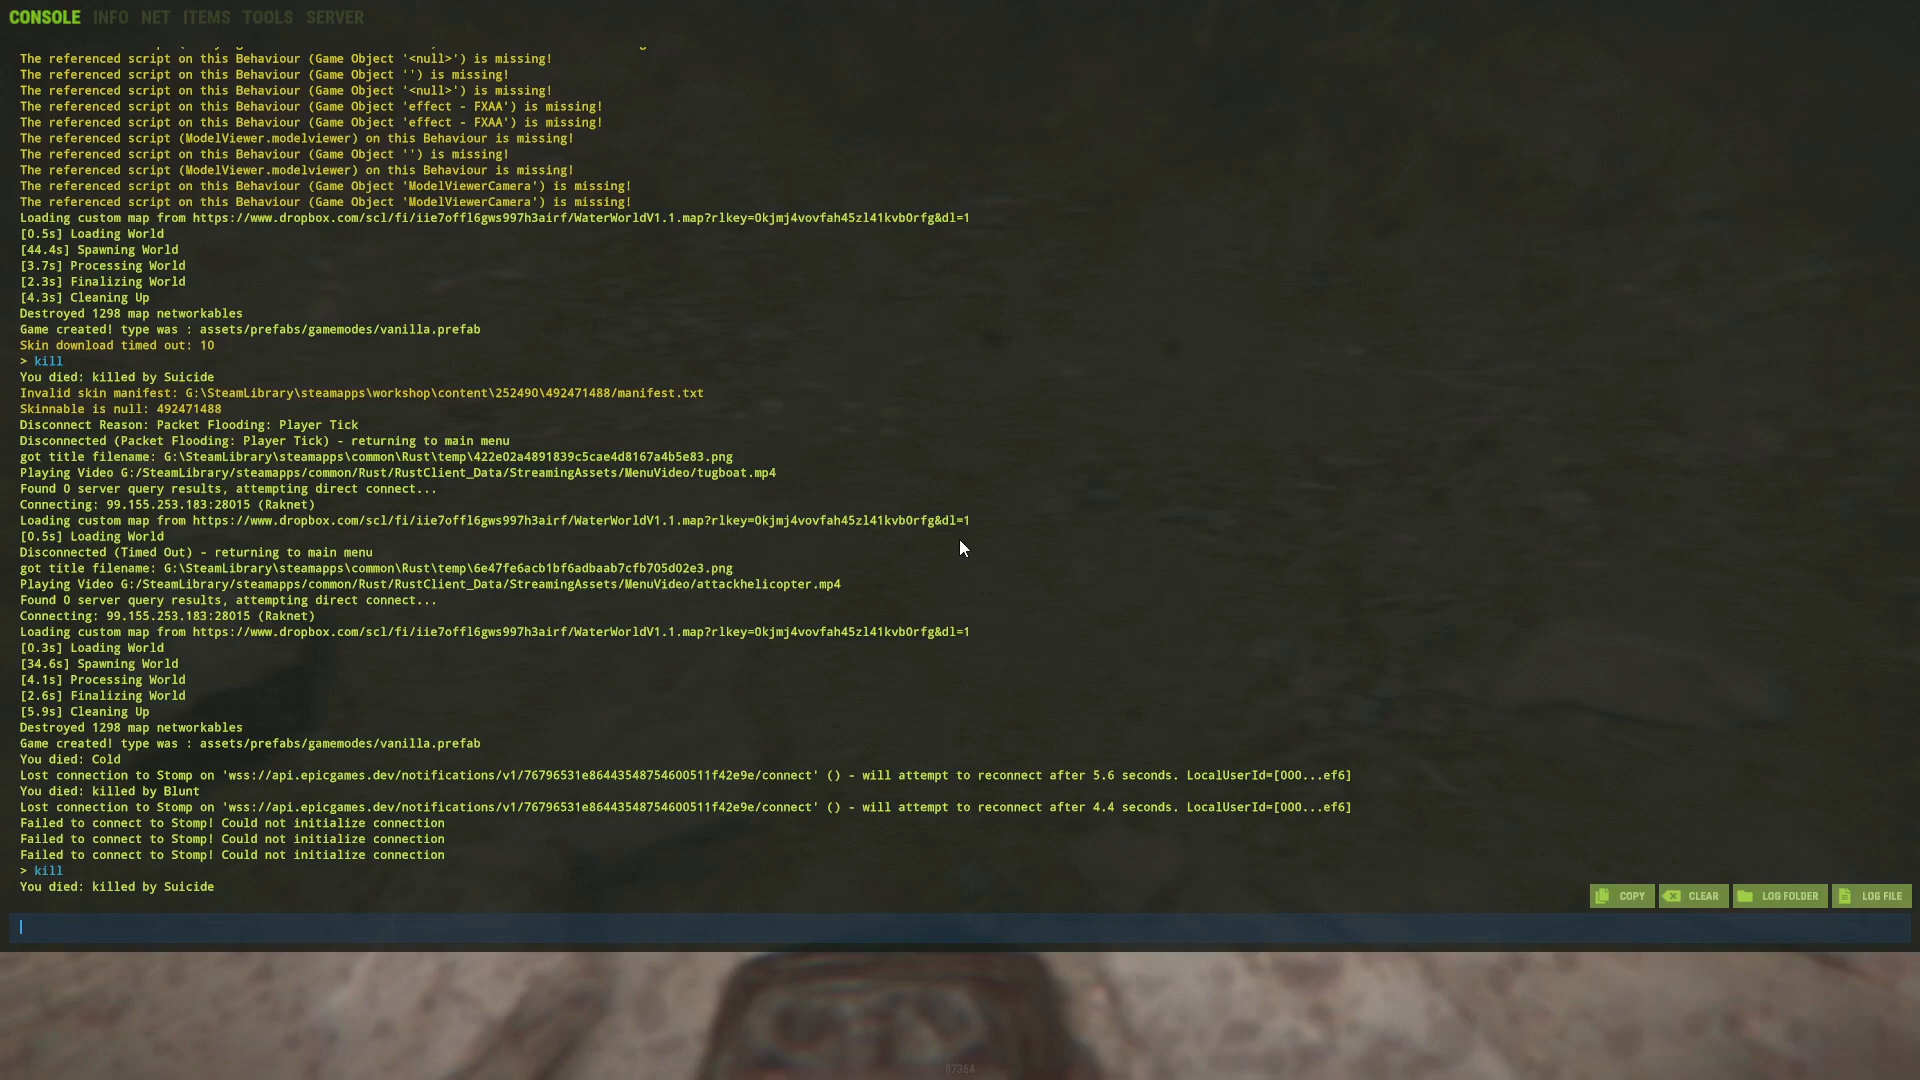 CONSOLE INFO NET ITEMS TOOLS SERVER
The referenced script on this Behaviour (Game Object '<null>') is missing!
The referenced script on this Behaviour (Game Object '') is missing!
The referenced script on this Behaviour (Game Object '<null>') is missing!
The referenced script on this Behaviour (Game Object 'effect - FXAA') is missing!
The referenced script on this Behaviour (Game Object 'effect - FXAA') is missing!
The referenced script (ModelViewer.modelviewer) on this Behaviour is missing!
The referenced script on this Behaviour (Game Object '') is missing!
The referenced script (ModelViewer.modelviewer) on this Behaviour is missing!
The referenced script on this Behaviour (Game Object 'ModelViewerCamera') is missing!
The referenced script on this Behaviour (Game Object 'ModelViewerCamera') is missing!
Loading custom map from https://www.dropbox.com/scl/fi/iie7offl6gws997h3airf/WaterWorldV1.1.map?rlkey=0kjmj4vovfah45zl41kvb0rfg&dl=1
[0.5s] Loading World
[44.4s] Spawning World
[3.7s] Processing World
[2.3s] Finalizing World
[4.3s] Cleaning Up
Destroyed 1298 map networkables
Game created! type was : assets/prefabs/gamemodes/vanilla.prefab
Skin download timed out: 10
> kill
You died: killed by Suicide
Invalid skin manifest: G:\SteamLibrary\steamapps\workshop\content\252490\492471488/manifest.txt
Skinnable is null: 492471488
Disconnect Reason: Packet Flooding: Player Tick
Disconnected (Packet Flooding: Player Tick) - returning to main menu
got title filename: G:\SteamLibrary\steamapps\common\Rust\temp\422e02a4891839c5cae4d8167a4b5e83.png
Playing Video G:/SteamLibrary/steamapps/common/Rust/RustClient_Data/StreamingAssets/MenuVideo/tugboat.mp4
Found 0 server query results, attempting direct connect...
Connecting: 99.155.253.183:28015 (Raknet)
Loading custom map from https://www.dropbox.com/scl/fi/iie7offl6gws997h3airf/WaterWorldV1.1.map?rlkey=0kjmj4vovfah45zl41kvb0rfg&dl=1
[0.5s] Loading World
Disconnected (Timed Out) - returning to main menu
got title filename: G:\SteamLibrary\steamapps\common\Rust\temp\6e47fe6acb1bf6adbaab7cfb705d02e3.png
Playing Video G:/SteamLibrary/steamapps/common/Rust/RustClient_Data/StreamingAssets/MenuVideo/attackhelicopter.mp4
Found 0 server query results, attempting direct connect...
Connecting: 99.155.253.183:28015 (Raknet)
Loading custom map from https://www.dropbox.com/scl/fi/iie7offl6gws997h3airf/WaterWorldV1.1.map?rlkey=0kjmj4vovfah45zl41kvb0rfg&dl=1
[0.3s] Loading World
[34.6s] Spawning World
[4.1s] Processing World
[2.6s] Finalizing World
[5.9s] Cleaning Up
Destroyed 1298 map networkables
Game created! type was : assets/prefabs/gamemodes/vanilla.prefab
You died: Cold
Lost connection to Stomp on 'wss://api.epicgames.dev/notifications/v1/76796531e86443548754600511f42e9e/connect' () - will attempt to reconnect after 5.6 seconds. LocalUserId=[000...ef6]
You died: killed by Blunt
Lost connection to Stomp on 'wss://api.epicgames.dev/notifications/v1/76796531e86443548754600511f42e9e/connect' () - will attempt to reconnect after 4.4 seconds. LocalUserId=[000...ef6]
Failed to connect to Stomp! Could not initialize connection
Failed to connect to Stomp! Could not initialize connection
Failed to connect to Stomp! Could not initialize connection
> kill
You died: killed by Suicide
COPY CLEAR LOG FOLDER LOG FILE
87364